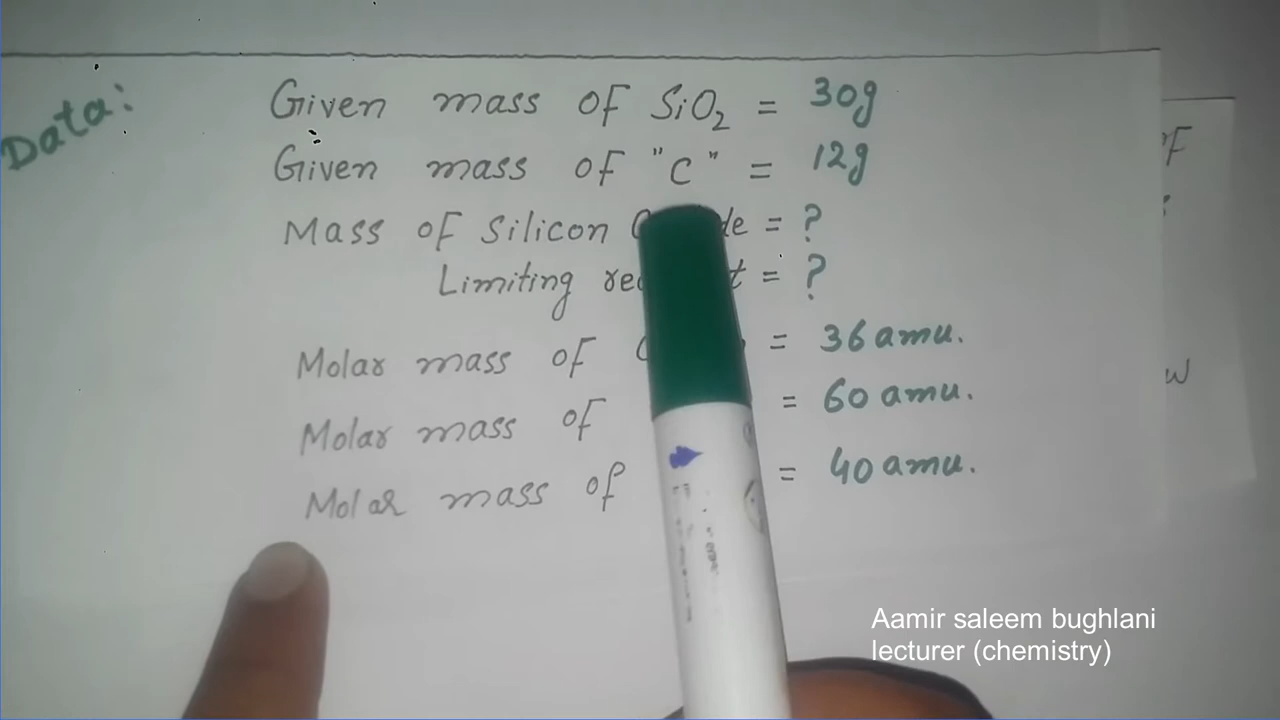 Data:
Given mass of SiO₂ = 30g
Given mass of "C" = 12g
Mass of Silicon = ?
Limiting = ?
Molar mass of = 36 amu.
Molar mass of = 60 amu.
Molar mass of = 40 amu.
of
w
Aamir saleem bughlani
lecturer (chemistry)